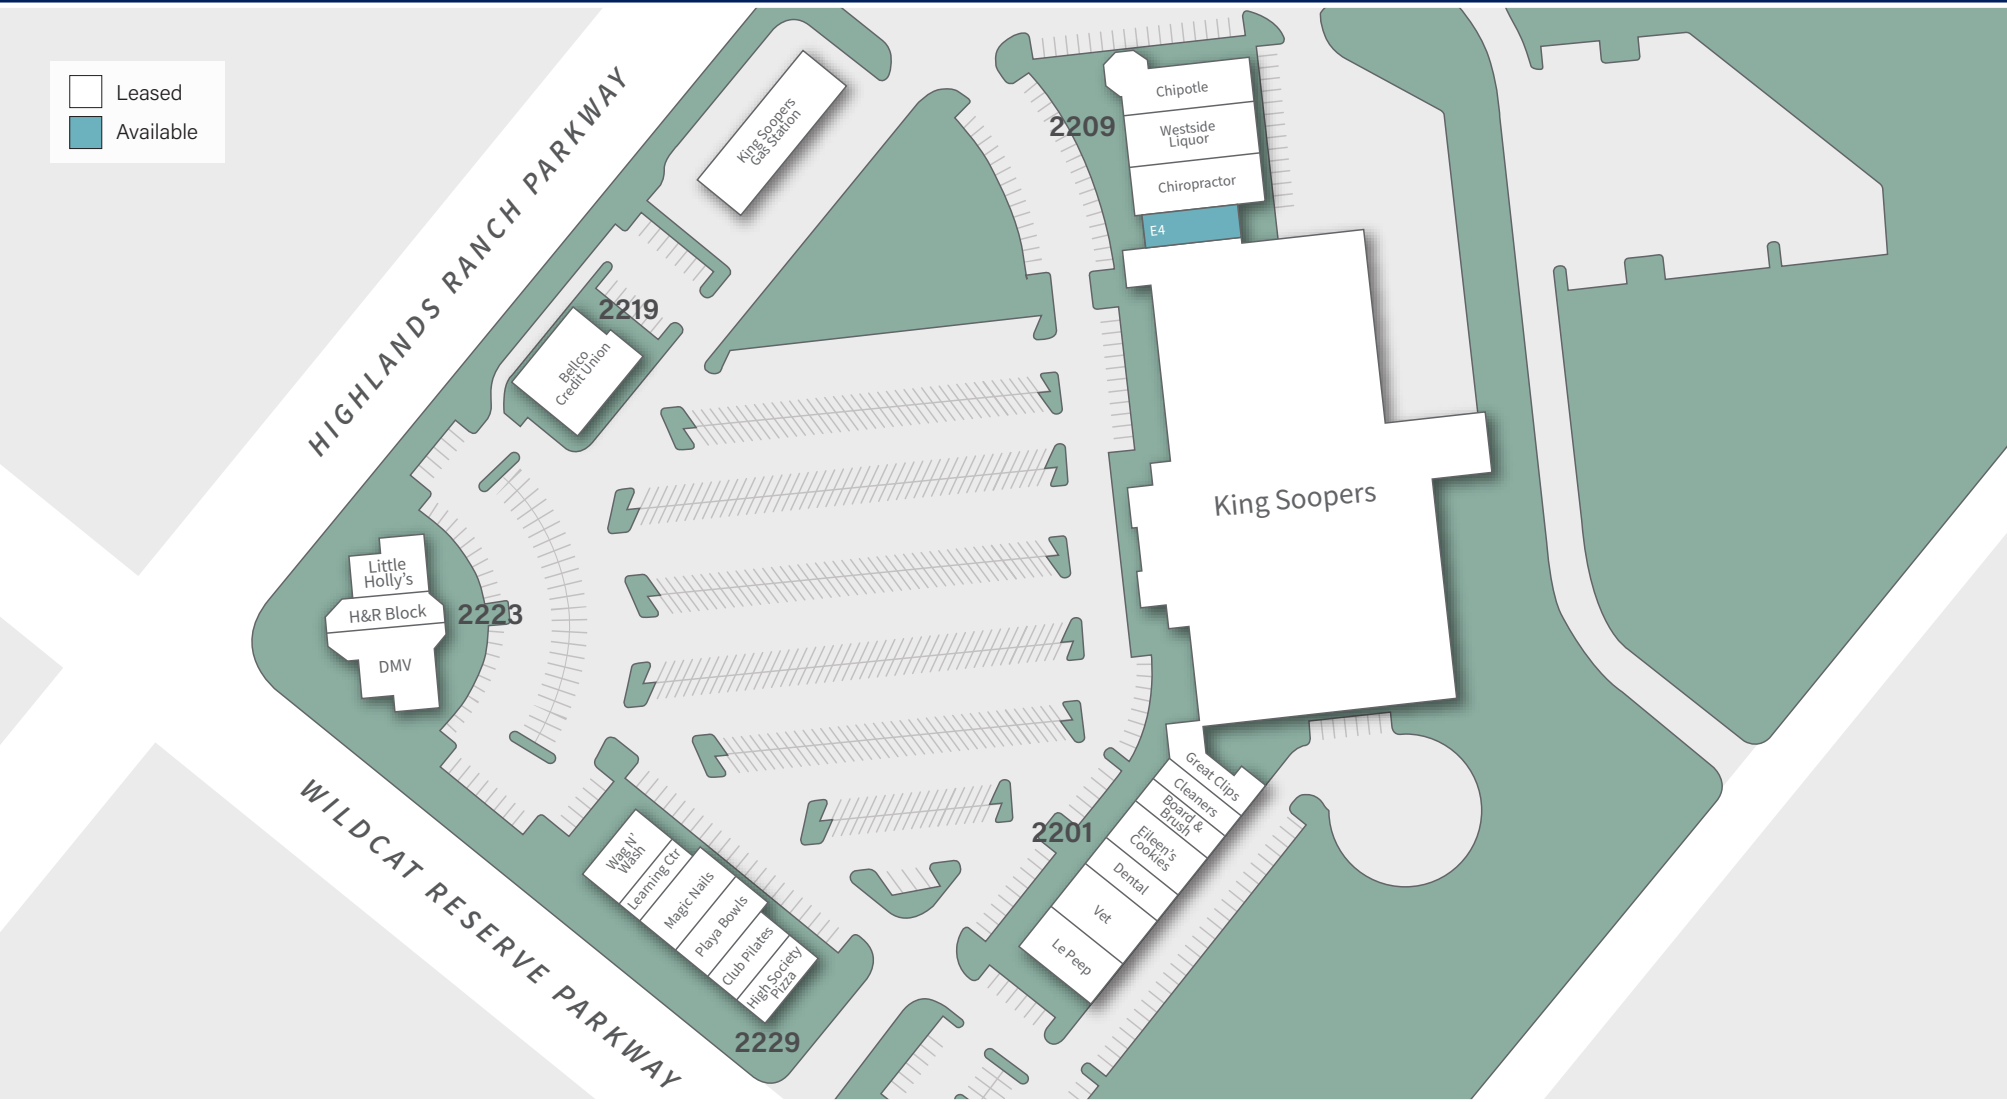 Leased
Available
HIGHLANDS RANCH PARKWAY
King Soopers
Gas Station
2209
Chipotle
Westside
Liquor
Chiropractor
E4
2219
Bellco
Credit Union
King Soopers
Little
Holly's
H&R Block
DMV
2223
WILDCAT RESERVE PARKWAY
Wag N'
Wash
Learning Ctr
Magic Nails
Playa Bowls
Club Pilates
High Society
Pizza
2229
2201
Great Clips
Cleaners
Board &
Brush
Eileen's
Cookies
Dental
Vet
Le Peep